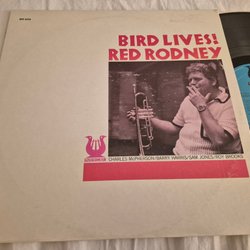 BIRD LIVES!
RED RODNEY
CHARLES McPHERSON/BARRY HARRIS/SAM JONES/ROY BROOKS